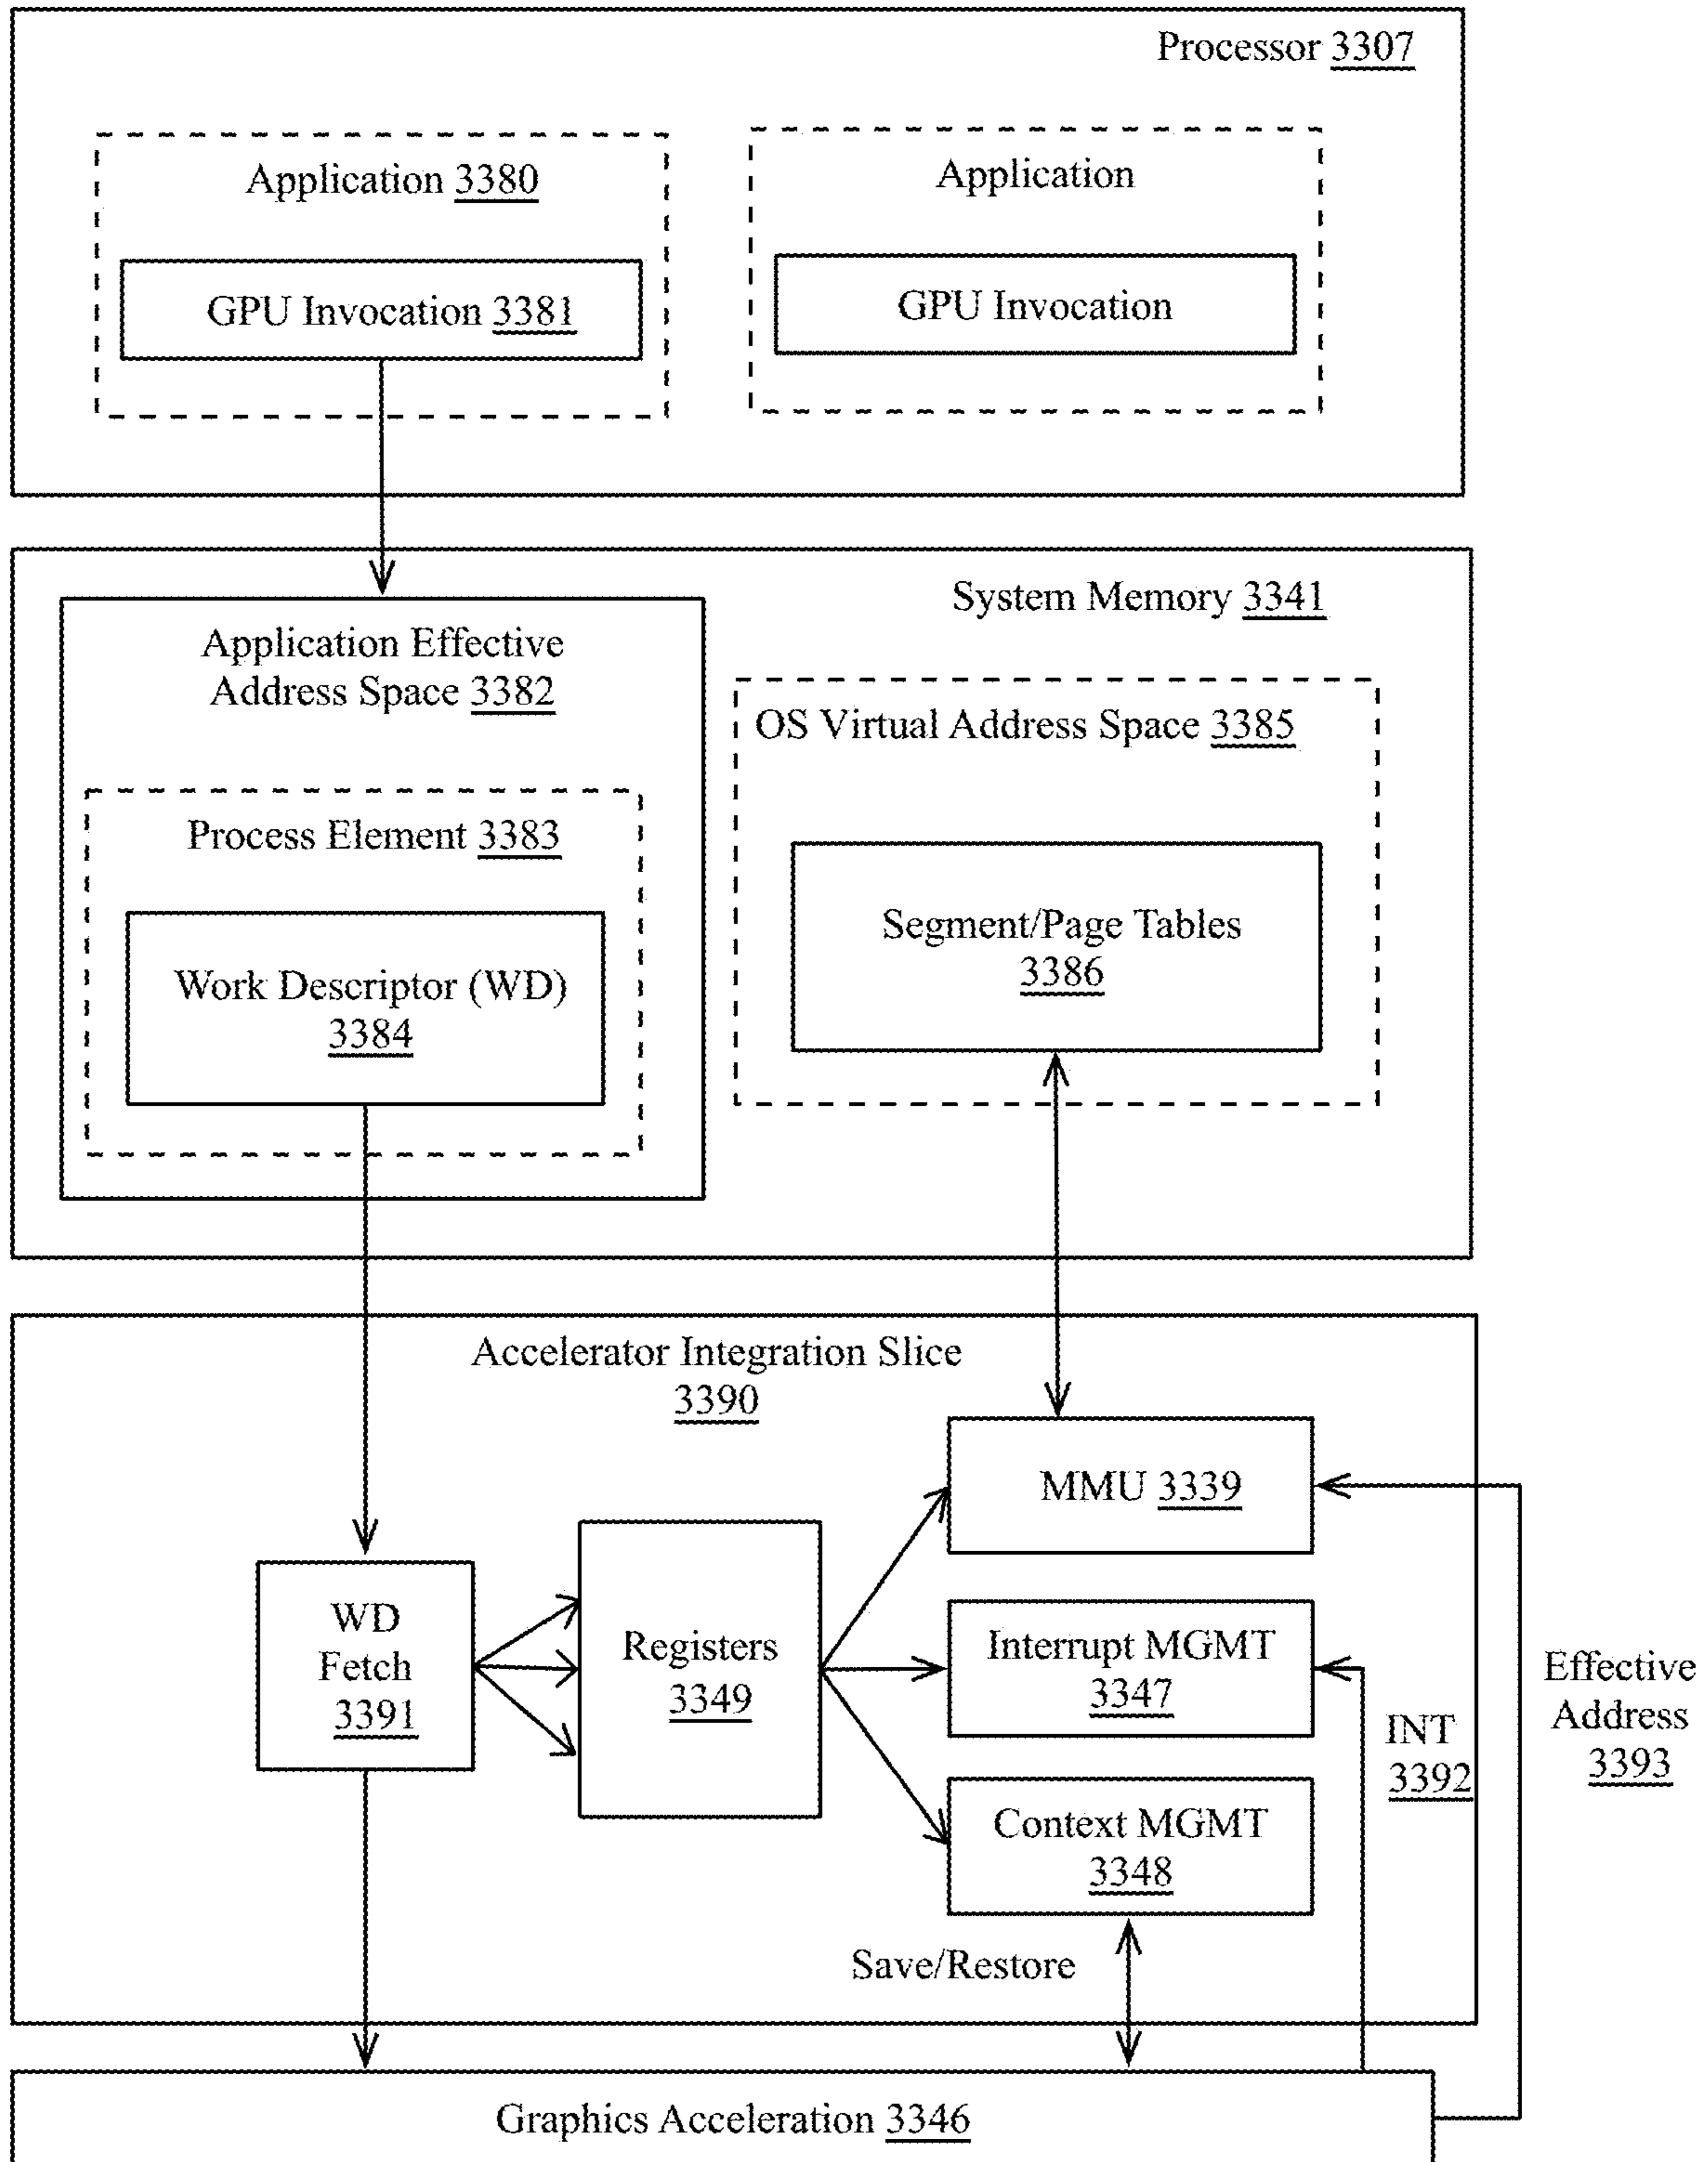 Processor 3307
Application 3380
GPU Invocation 3381
Application
GPU Invocation
System Memory 3341
Application Effective
Address Space 3382
Process Element 3383
Work Descriptor (WD)
3384
OS Virtual Address Space 3385
Segment/Page Tables
3386
Accelerator Integration Slice
3390
WD
Fetch
3391
Registers
3349
MMU 3339
Interrupt MGMT
3347
Context MGMT
3348
INT
3392
Effective
Address
3393
Save/Restore
Graphics Acceleration 3346